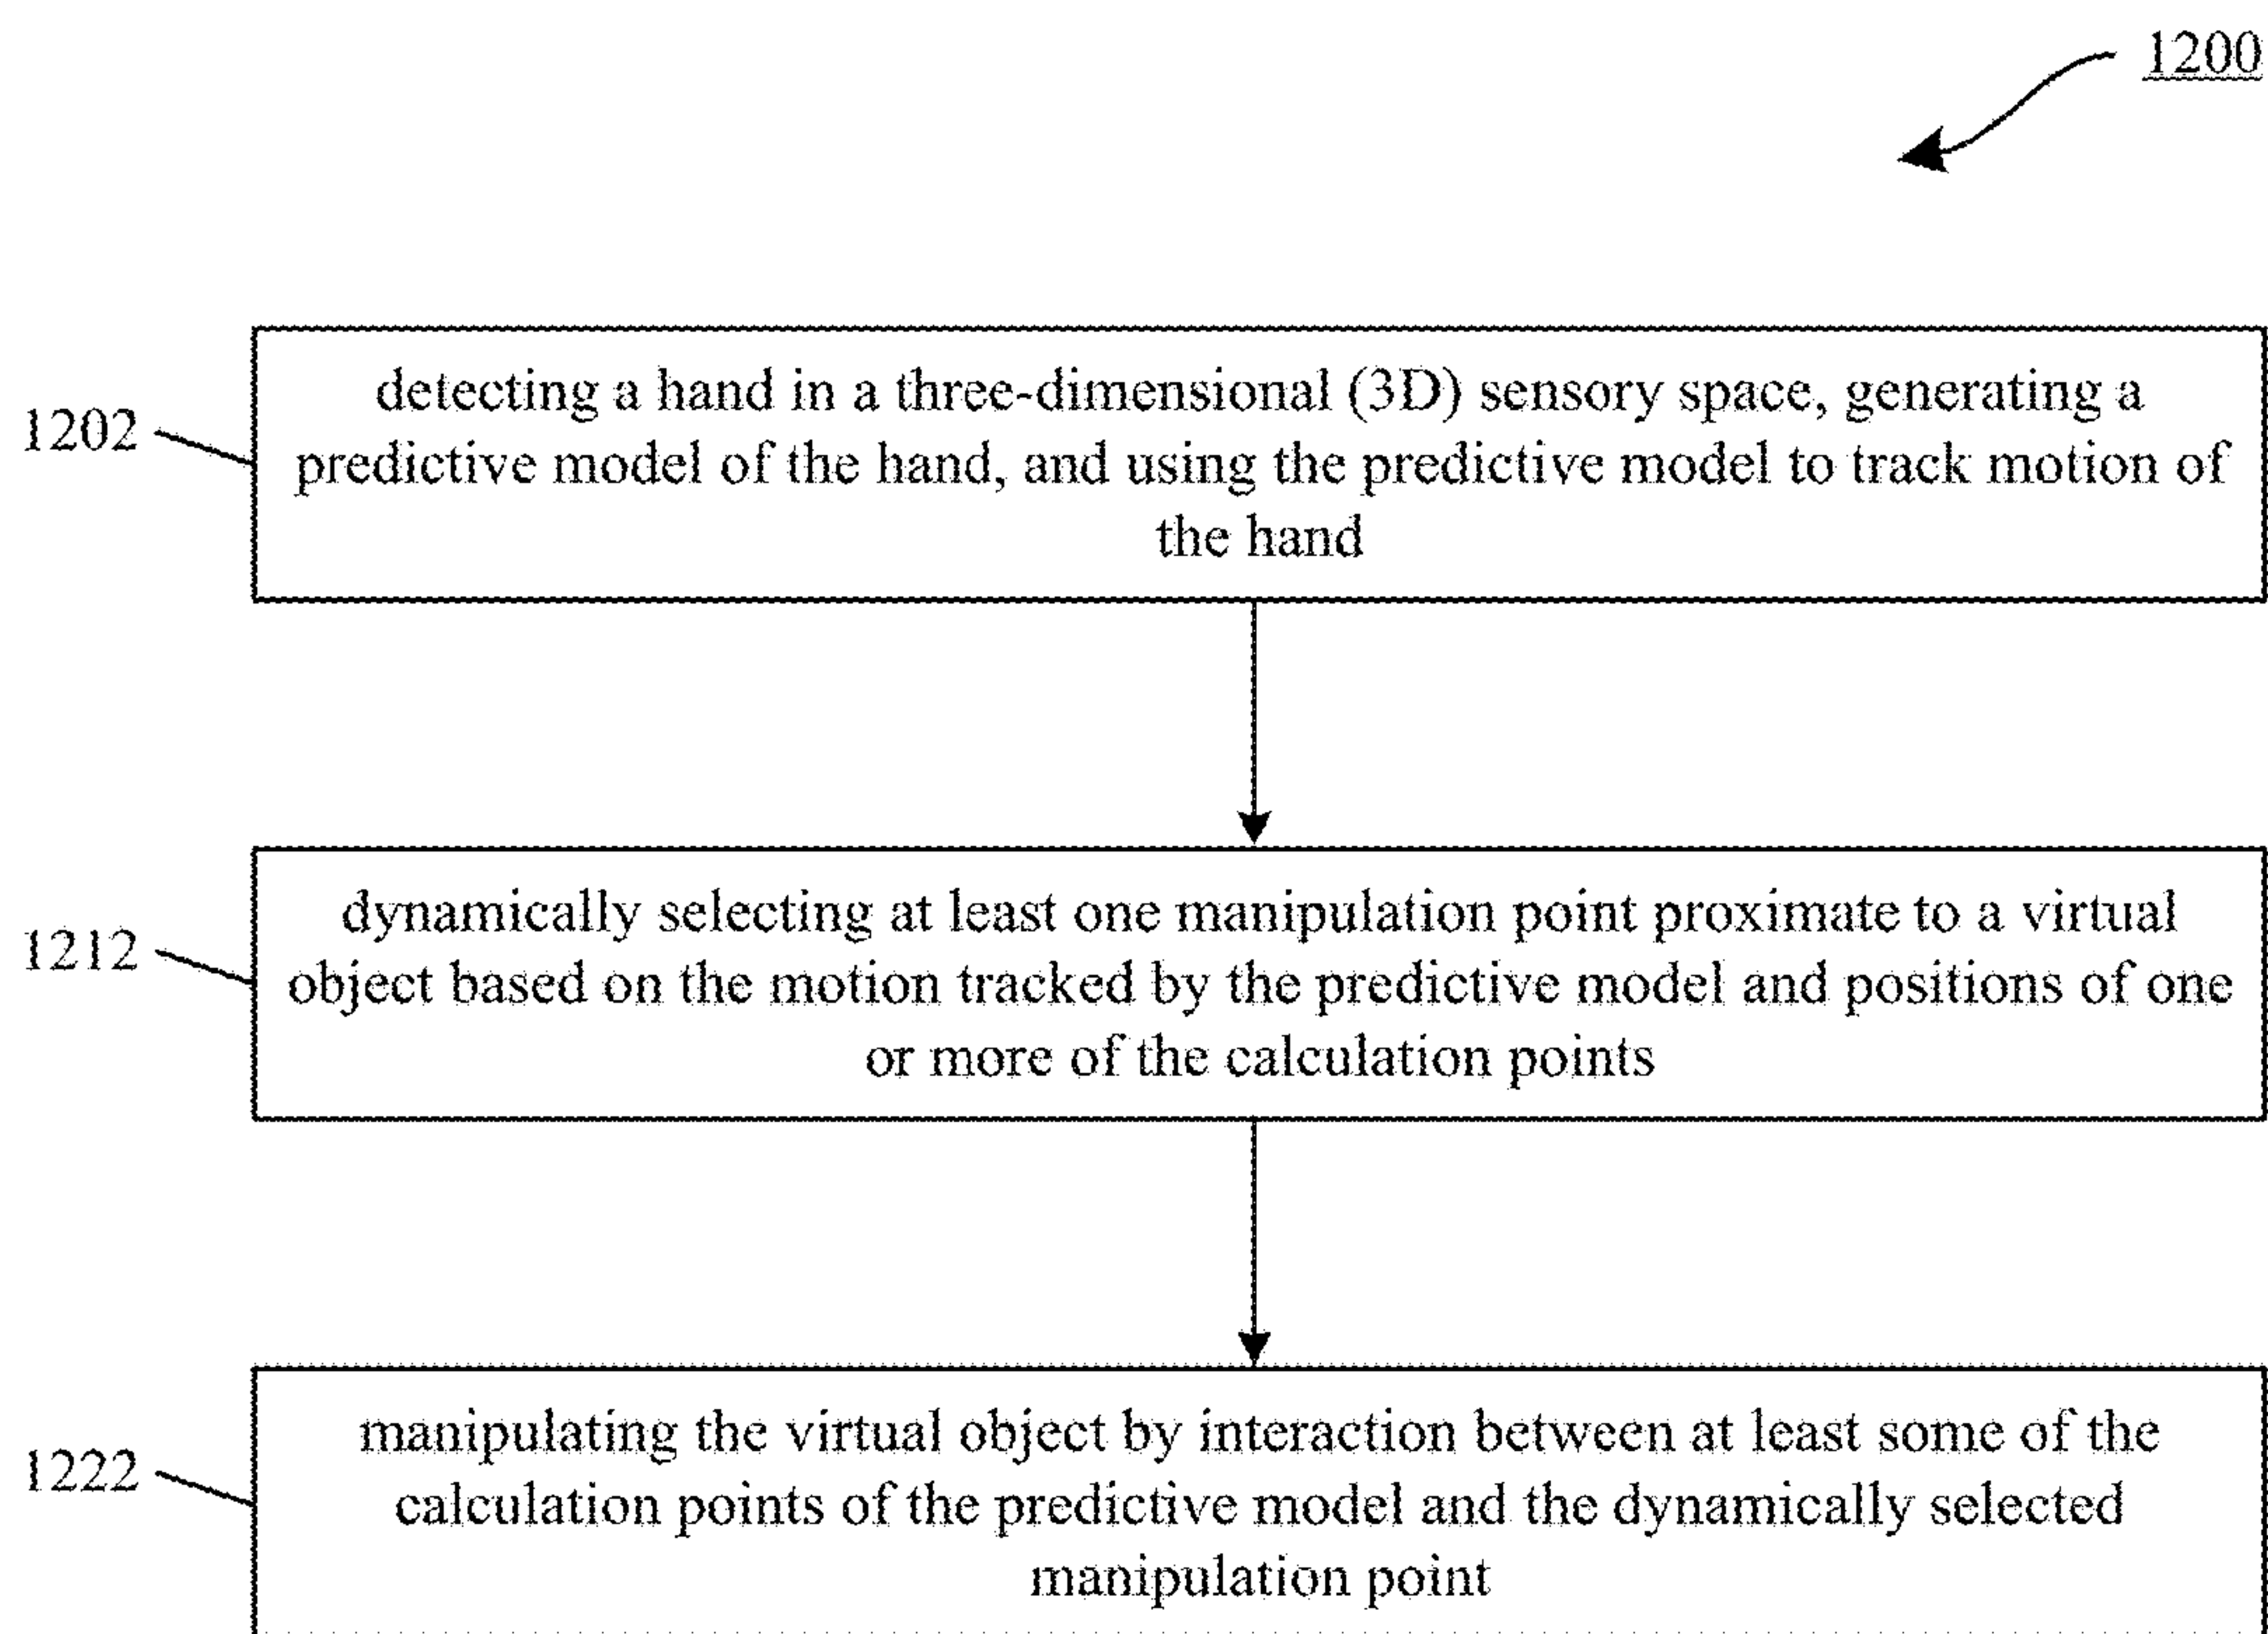 1200
1202
detecting a hand in a three-dimensional (3D) sensory space, generating a
predictive model of the hand, and using the predictive model to track motion of
the hand
1212
dynamically selecting at least one manipulation point proximate to a virtual
object based on the motion tracked by the predictive model and positions of one
or more of the calculation points
1222
manipulating the virtual object by interaction between at least some of the
calculation points of the predictive model and the dynamically selected
manipulation point